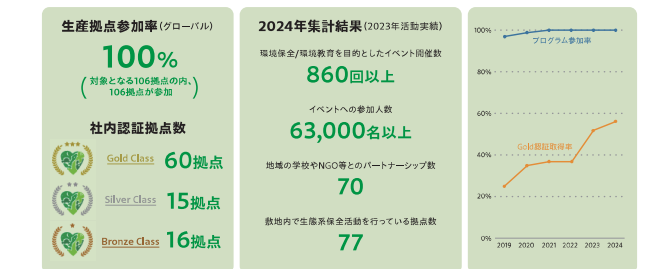 生産拠点参加率(グローバル)
100%
(対象となる106拠点の内、
106拠点が参加)
社内認証拠点数
Gold Class 60拠点
Silver Class 15拠点
Bronze Class 16拠点
2024年集計結果(2023年活動実績)
環境保全/環境教育を目的としたイベント開催数
860回以上
イベントへの参加人数
63,000名以上
地域の学校やNGO等とのパートナーシップ数
70
敷地内で生態系保全活動を行っている拠点数
77
100%
プログラム参加率
80%
60%
Gold認証取得率
40%
20%
0%
2019 2020 2021 2022 2023 2024